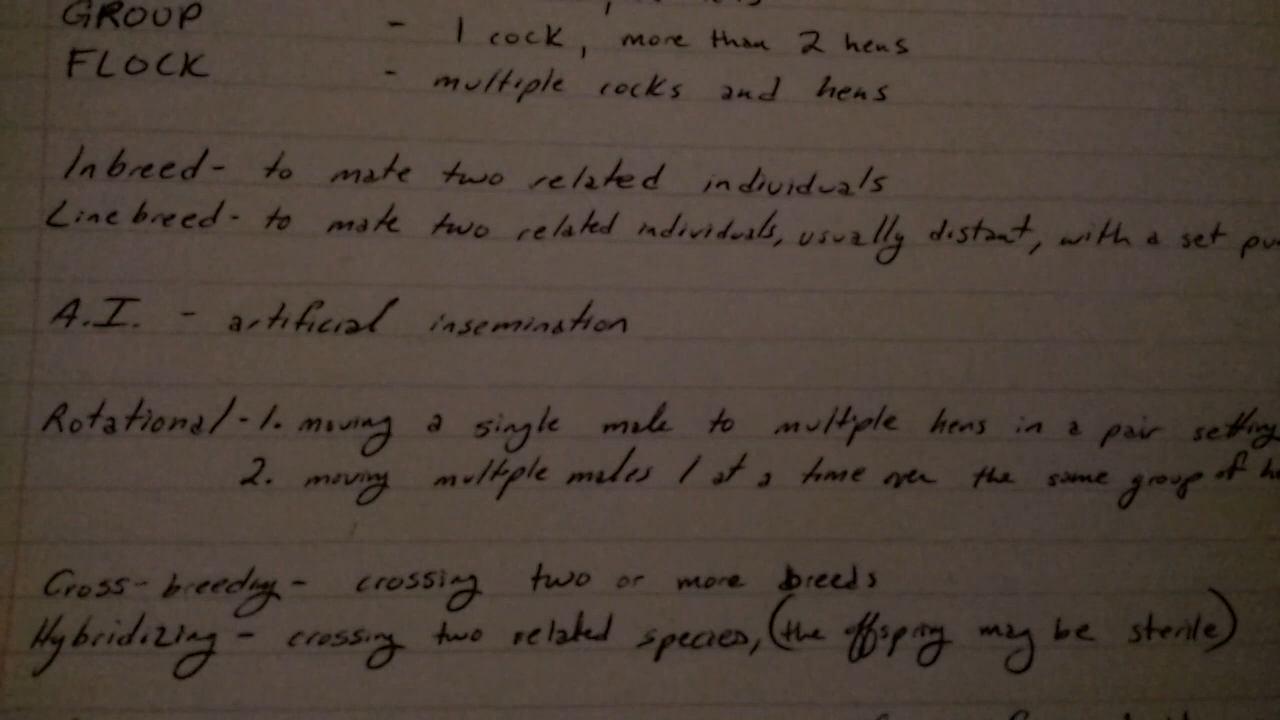 GROUP - 1 cock, more than 2 hens
FLOCK - multiple cocks and hens
Inbreed- to mate two related individuals
Linebreed- to mate two related individuals, usually distant, with a set
A.I. - artificial insemination
Rotational - 1. moving a single male to multiple hens in a pair setting
2. moving multiple males 1 at a time over the same group of
Cross-breeding - crossing two or more breeds
Hybridizing - crossing two related species, (the offspring may be sterile)